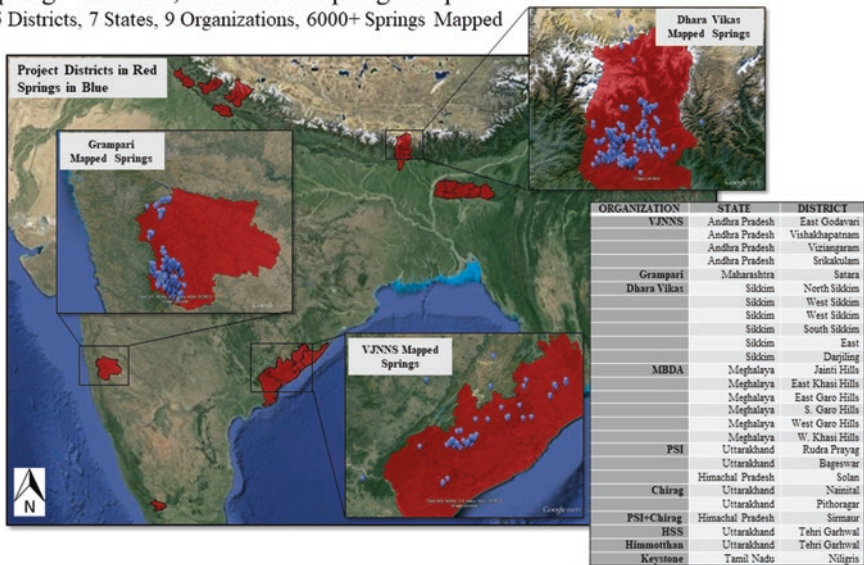 5 Districts, 7 States, 9 Organizations, 6000+ Springs Mapped
Project Districts in Red
Springs in Blue
Grampari
Mapped Springs
Dhara Vikas
Mapped Springs
VJNNS Mapped
Springs
N
Google
Google
ORGANIZATION STATE DISTRICT
VJNNS Andhra Pradesh East Godavari
Andhra Pradesh Vishakhapatnam
Andhra Pradesh Viziangaram
Andhra Pradesh Srikakulam
Grampari Maharashtra Satara
Dhara Vikas Sikkim North Sikkim
Sikkim West Sikkim
Sikkim West Sikkim
Sikkim South Sikkim
Sikkim East
Sikkim Darjiling
MBDA Meghalaya Jainti Hills
Meghalaya East Khasi Hills
Meghalaya East Garo Hills
Meghalaya S. Garo Hills
Meghalaya West Garo Hills
Meghalaya W. Khasi Hills
PSI Uttarakhand Rudra Prayag
Uttarakhand Bageswar
Himachal Pradesh Solan
Chirag Uttarakhand Nainital
Uttarakhand Pithoragar
PSI+Chirag Himachal Pradesh Sirmaur
HSS Uttarakhand Tehri Garhwal
Himmotthan Uttarakhand Tehri Garhwal
Keystone Tamil Nadu Niligris